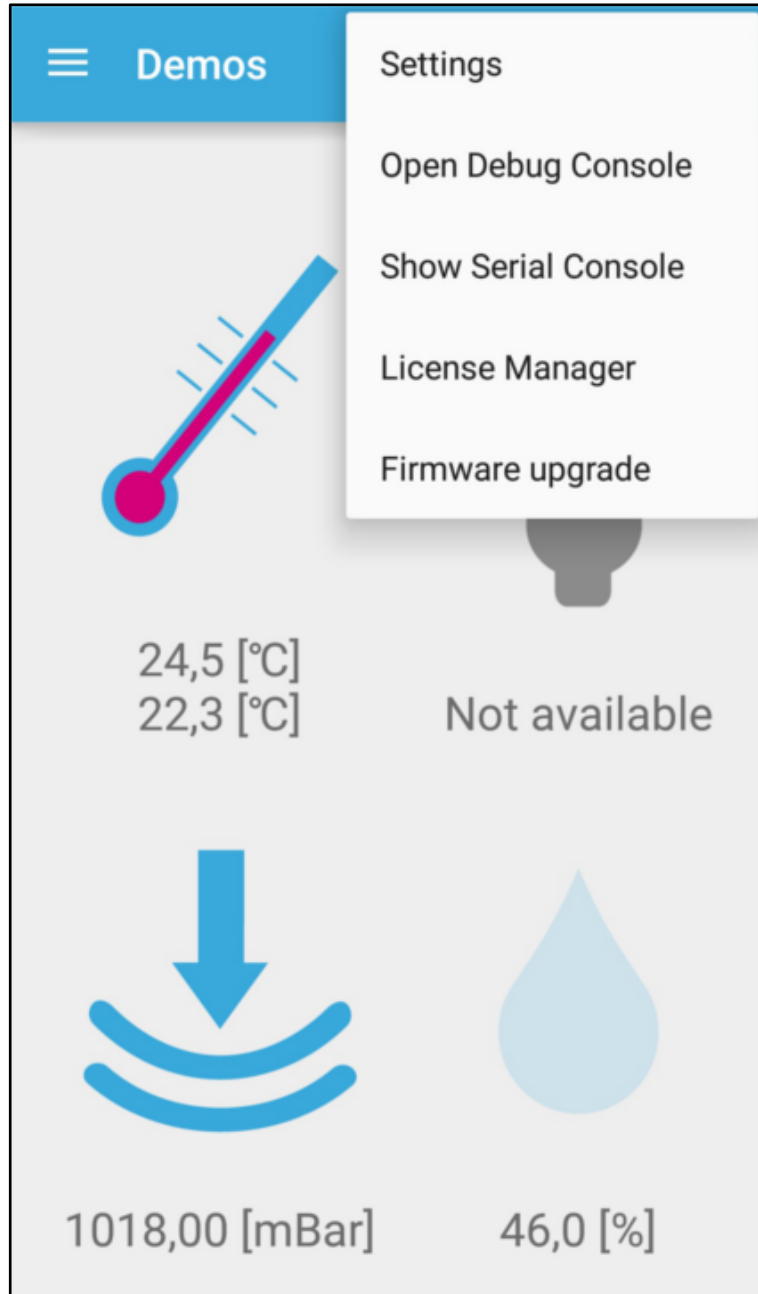 Demos
Settings
Open Debug Console
Show Serial Console
License Manager
Firmware upgrade
24,5 [℃]
22,3 [℃]
Not available
1018,00 [mBar]
46,0 [%]